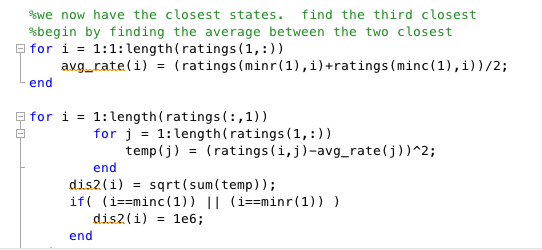 %we now have the closest states.  find the third closest
%begin by finding the average between the two closest
for i = 1:1:length(ratings(1,:))
    avg_rate(i) = (ratings(minr(1),i)+ratings(minc(1),i))/2;
end

for i = 1:length(ratings(:,1))
        for j = 1:length(ratings(1,:))
            temp(j) = (ratings(i,j)-avg_rate(j))^2;
        end
     dis2(i) = sqrt(sum(temp));
     if( (i==minc(1)) || (i==minr(1)) )
        dis2(i) = 1e6;
     end